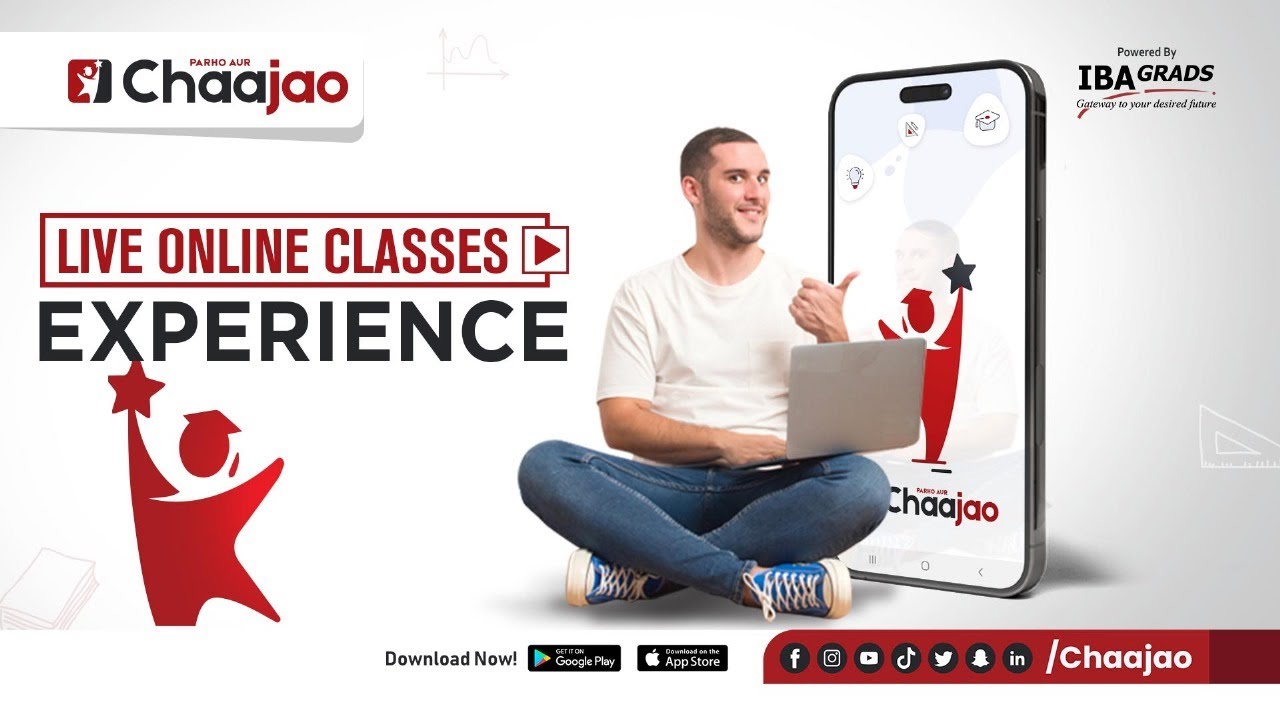 PARHO AUR
Chaajao
Powered By
IBA GRADS
Gateway to your desired future
LIVE ONLINE CLASSES
EXPERIENCE
PARHO AUR
Chaajao
Download Now!
GET IT ON
Google Play
Download on the
App Store
/Chaajao